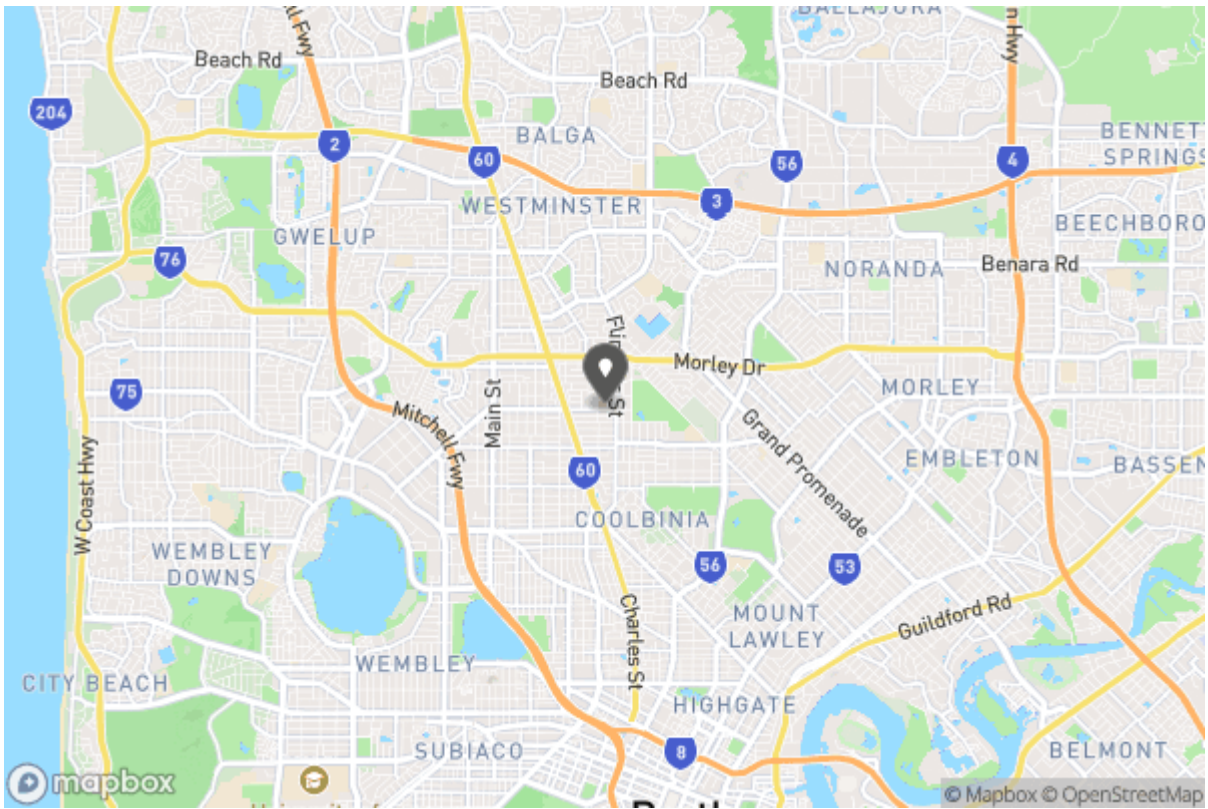 BALLAJURA
Beach Rd
Beach Rd
204
2
BALGA
60
56
4
BENNETT
SPRINGS
WESTMINSTER
3
GWELUP
BEECHBORO
76
NORANDA
Benara Rd
Morley Dr
75
Main St
St
MORLEY
Mitchell Fwy
Grand Promenade
W Coast Hwy
60
EMBLETON
BASSEN
COOLBINIA
WEMBLEY
DOWNS
56
53
Charles St
MOUNT
LAWLEY
Guildford Rd
WEMBLEY
CITY BEACH
HIGHGATE
SUBIACO
8
BELMONT
mapbox
© Mapbox © OpenStreetMap